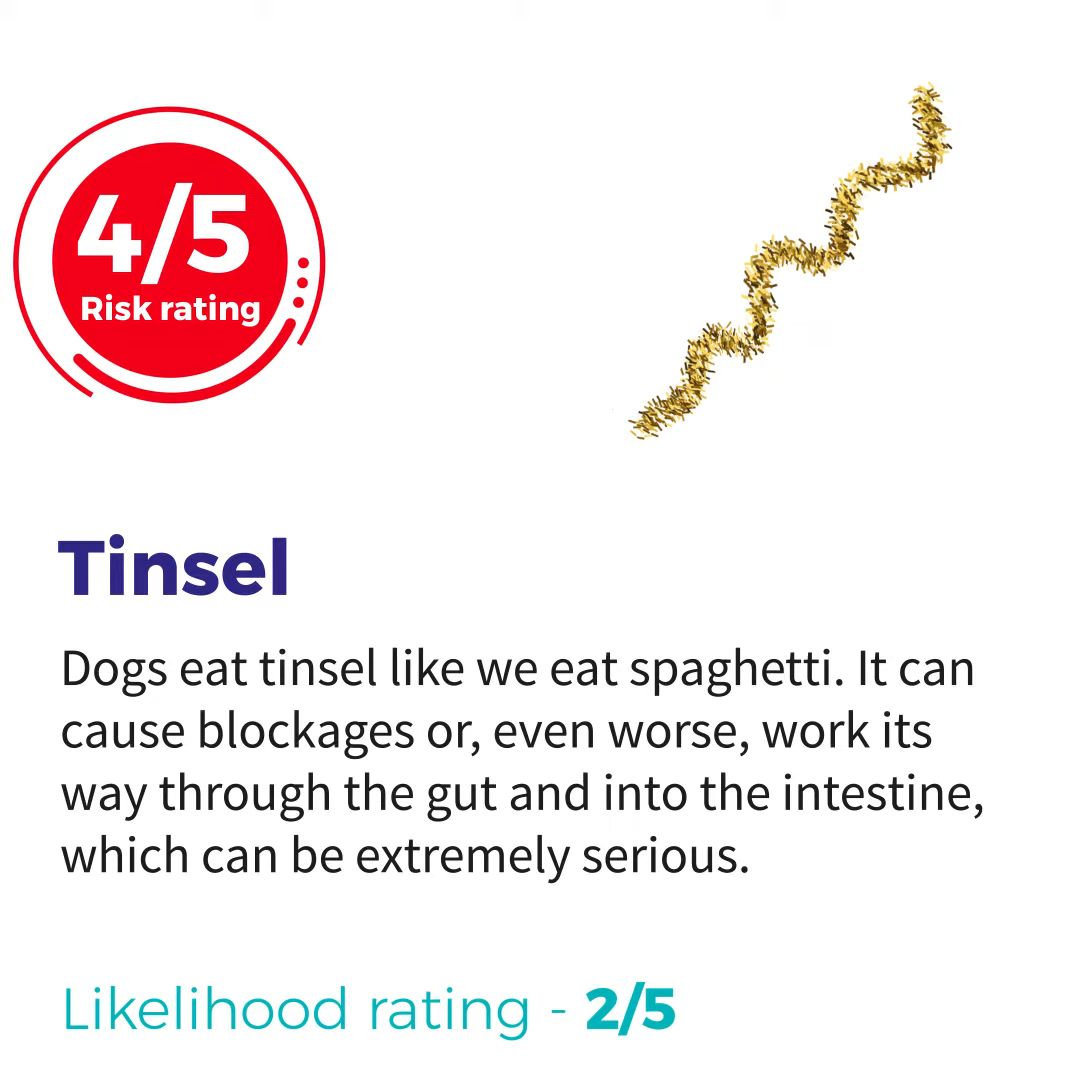 4/5
Risk rating
Tinsel
Dogs eat tinsel like we eat spaghetti. It can
cause blockages or, even worse, work its
way through the gut and into the intestine,
which can be extremely serious.
Likelihood rating - 2/5